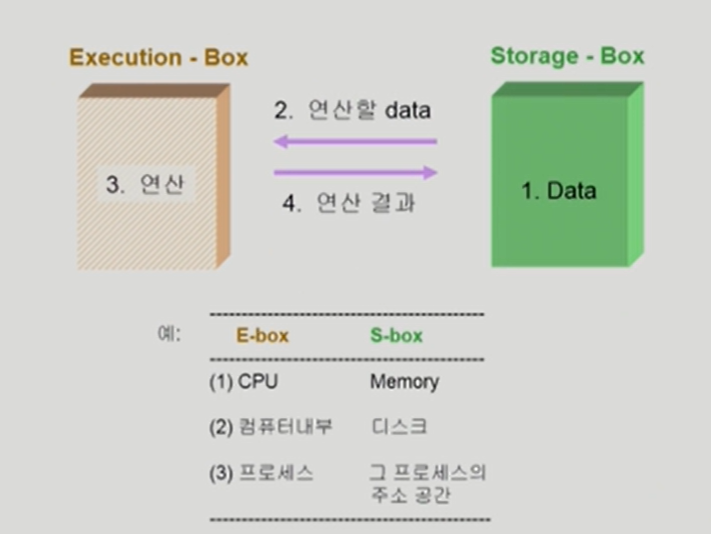 Execution - Box
Storage - Box
2. 연산할 data
3. 연산
1. Data
4. 연산 결과
예:
E-box S-box
(1) CPU Memory
(2) 컴퓨터내부 디스크
(3) 프로세스 그 프로세스의
주소 공간